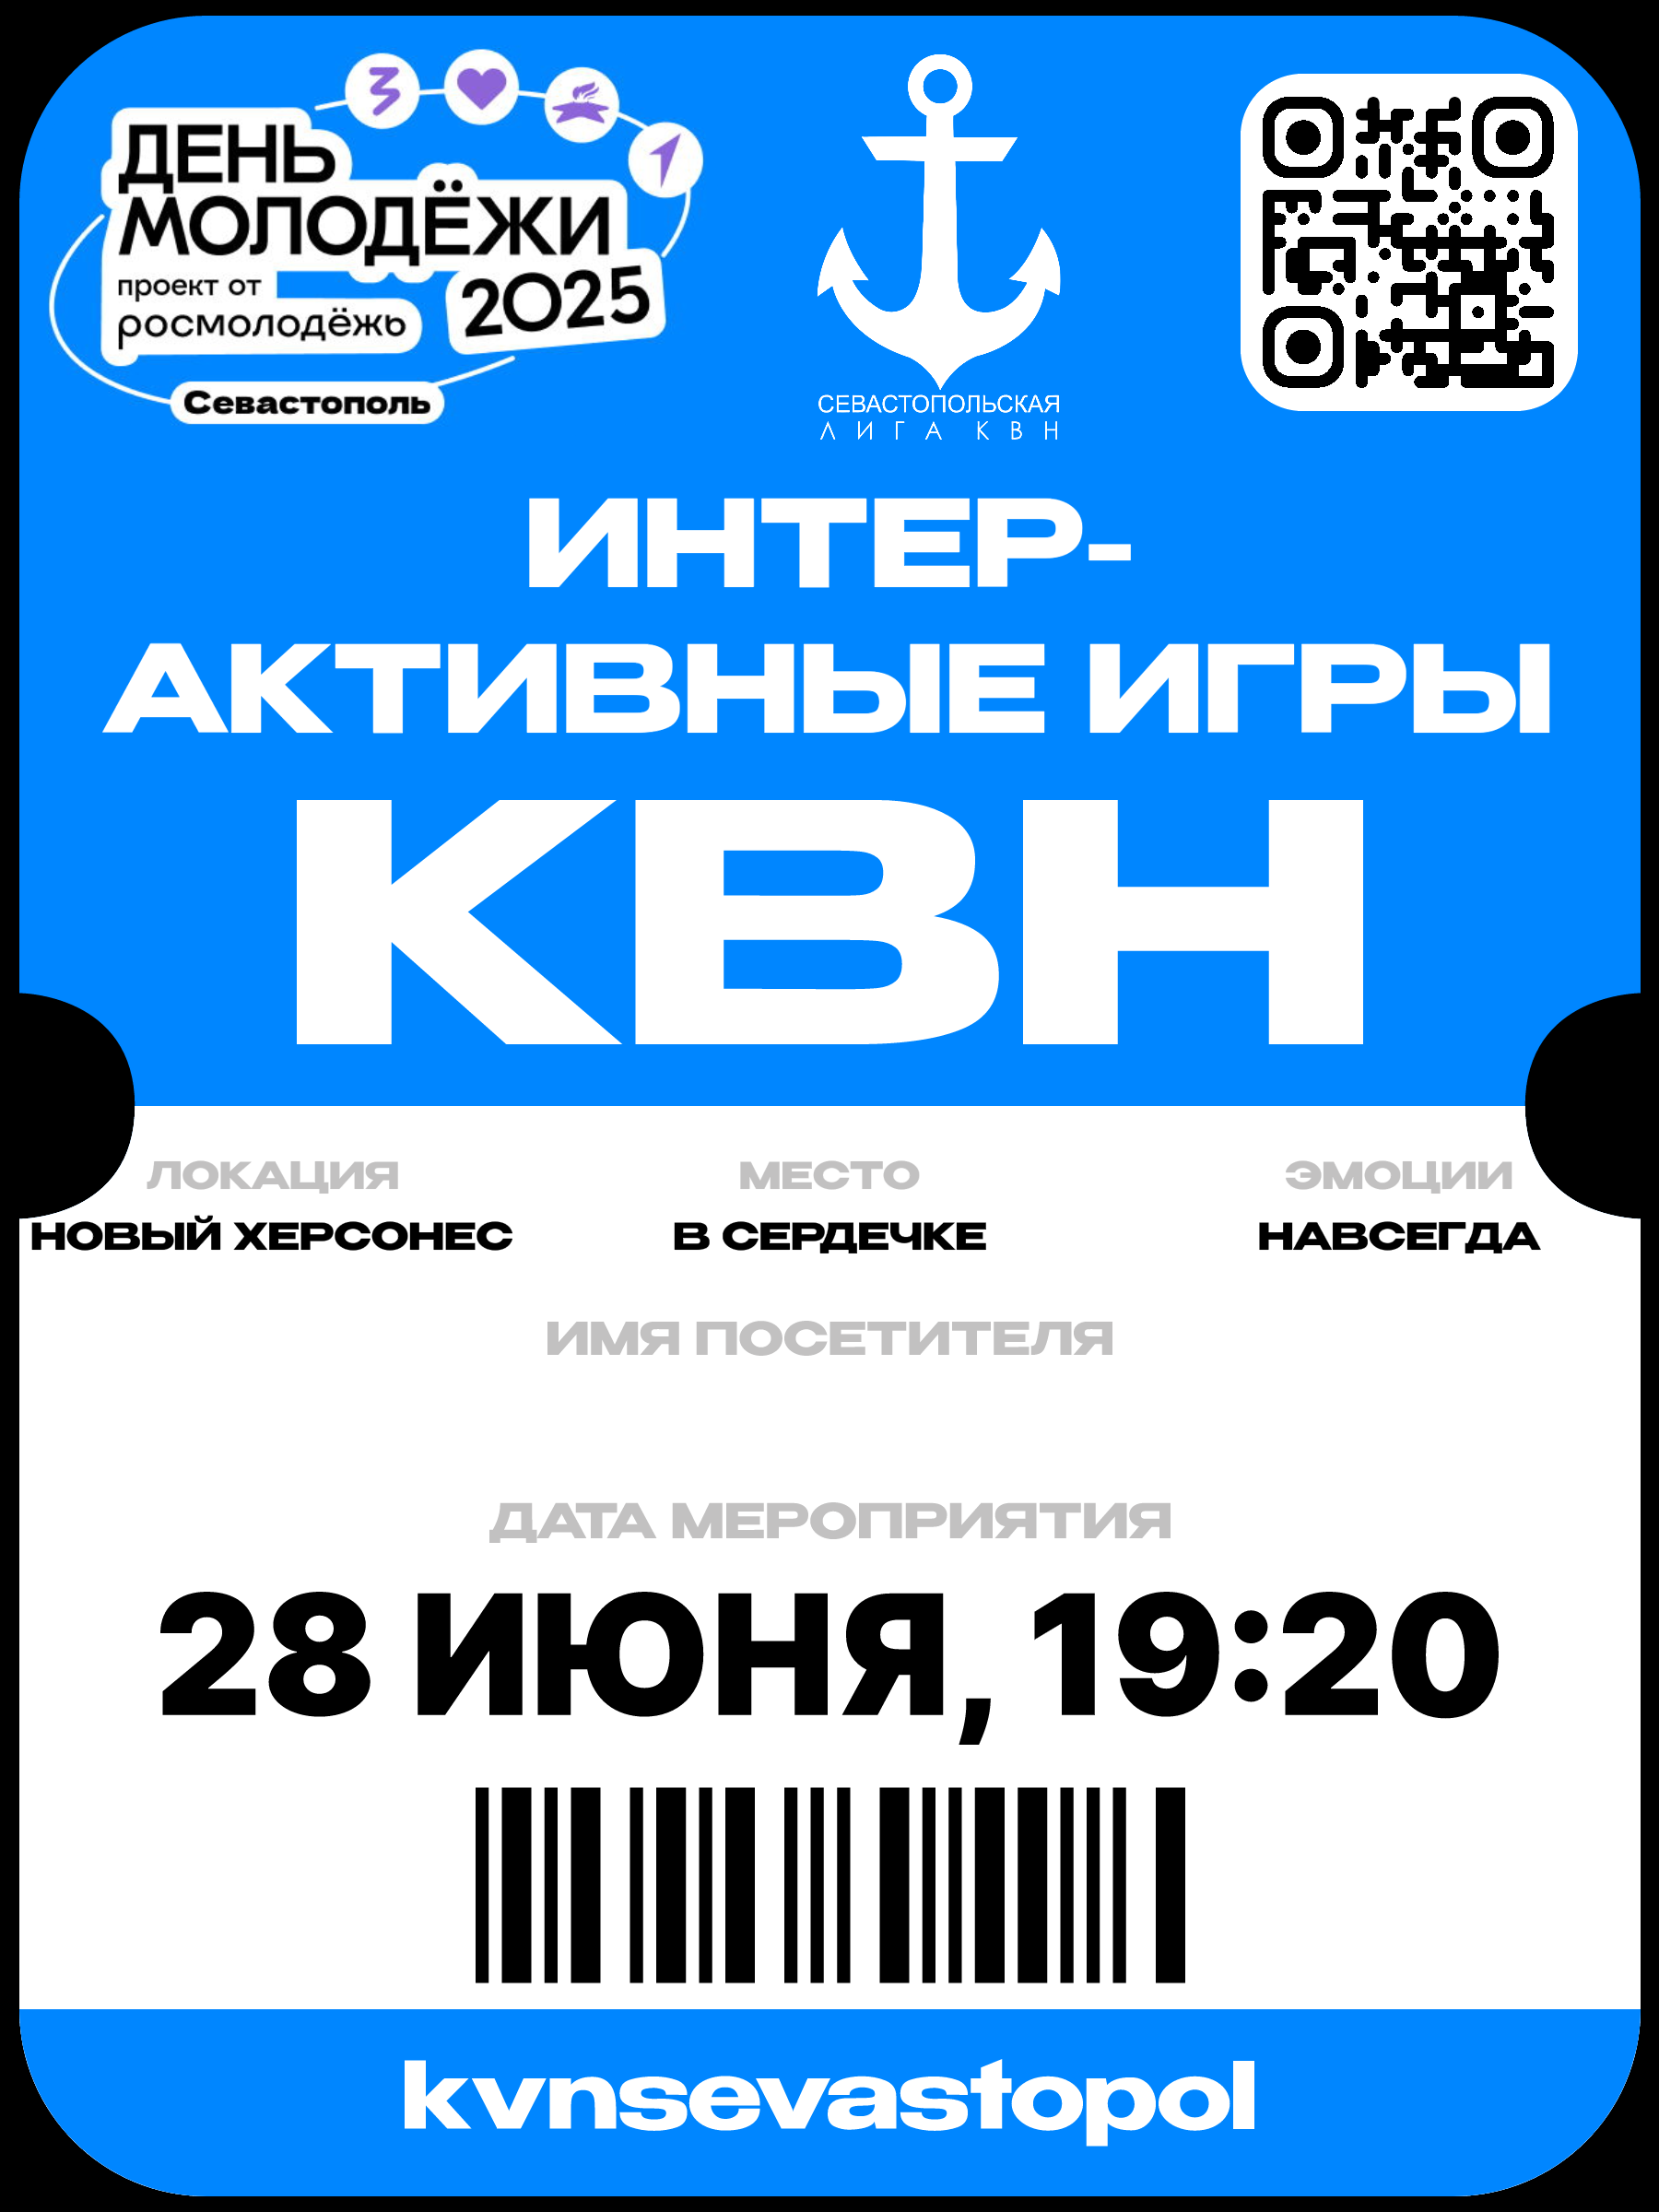 ДЕНЬ
МОЛОДЁЖИ
проект от
росмолодёжь
2025
Севастополь
СЕВАСТОПОЛЬСКАЯ
ЛИГА КВН
ИНТЕР-
АКТИВНЫЕ ИГРЫ
КВН
ЛОКАЦИЯ
НОВЫЙ ХЕРСОНЕС
МЕСТО
В СЕРДЕЧКЕ
ЭМОЦИИ
НАВСЕГДА
ИМЯ ПОСЕТИТЕЛЯ
ДАТА МЕРОПРИЯТИЯ
28 ИЮНЯ, 19:20
kvnsevastopol